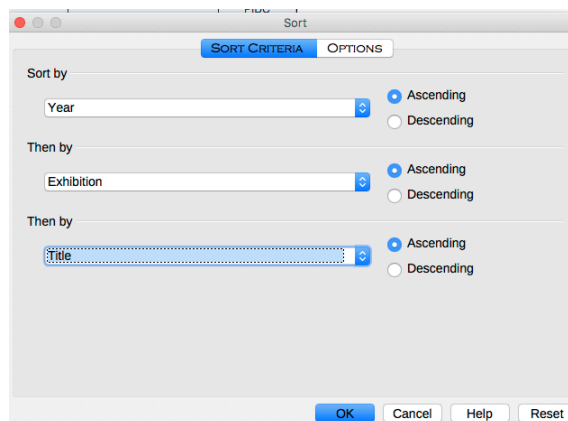 Sort
SORT CRITERIA OPTIONS
Sort by
Year
Ascending
Descending
Then by
Exhibition
Ascending
Descending
Then by
Title
Ascending
Descending
OK Cancel Help Reset